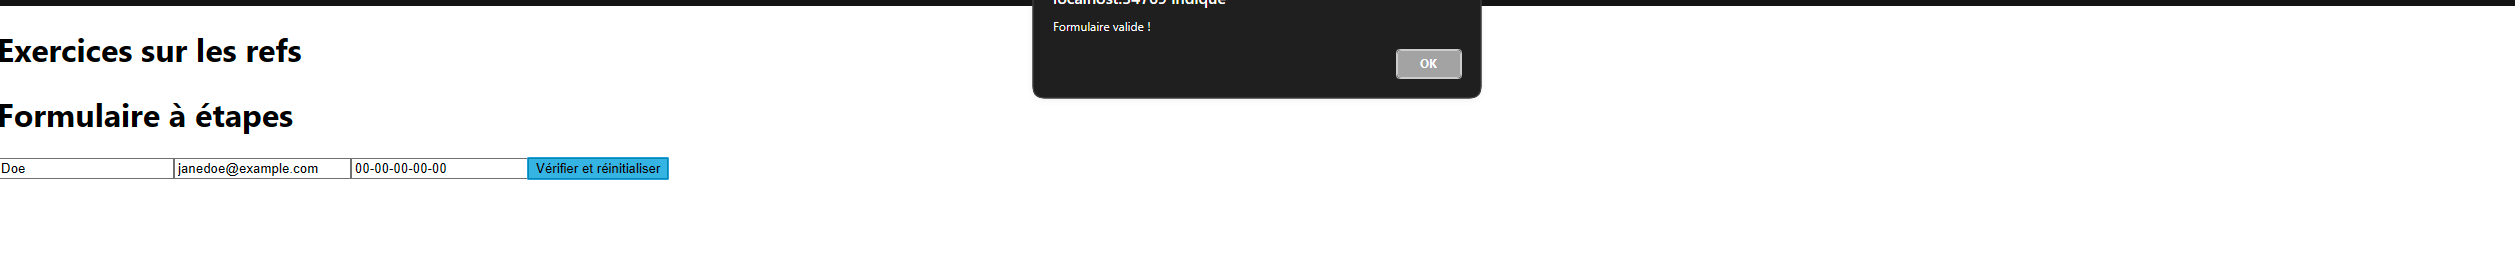 Formulaire valide !
OK
Exercices sur les refs
Formulaire à étapes
Doe janedoe@example.com 00-00-00-00-00 Vérifier et réinitialiser